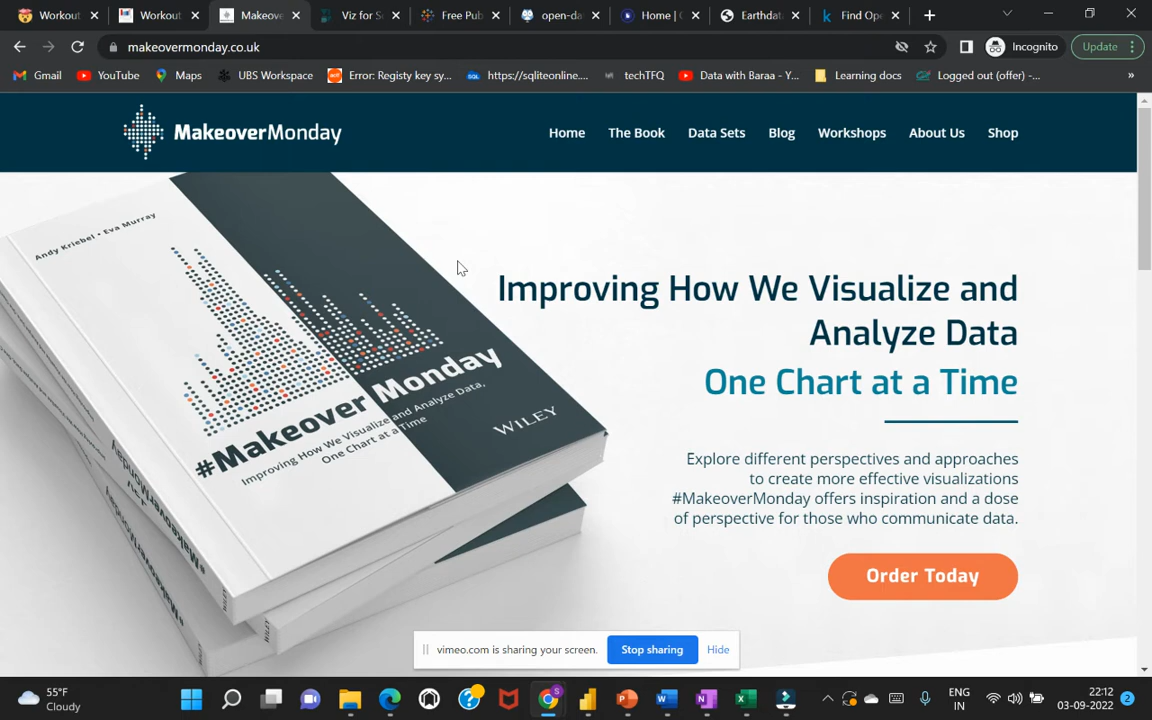 Workout
Workout
Makeove
Viz for S
Free Pub
open-da
Home | C
Earthdat
Find Ope
makeovermonday.co.uk
Incognito
Update
Gmail
YouTube
Maps
UBS Workspace
Error: Registy key sy...
https://sqliteonline....
techTFQ
Data with Baraa - Y...
Learning docs
Logged out (offer) -...
»
MakeoverMonday
Home
The Book
Data Sets
Blog
Workshops
About Us
Shop
Andy Kriebel • Eva Murray
#Makeover Monday
Improving How We Visualize and Analyze Data,
One Chart at a Time
WILEY
Improving How We Visualize and
Analyze Data
One Chart at a Time
Explore different perspectives and approaches
to create more effective visualizations
#MakeoverMonday offers inspiration and a dose
of perspective for those who communicate data.
Order Today
vimeo.com is sharing your screen.
Stop sharing
Hide
55°F
Cloudy
ENG
IN
22:12
03-09-2022
2